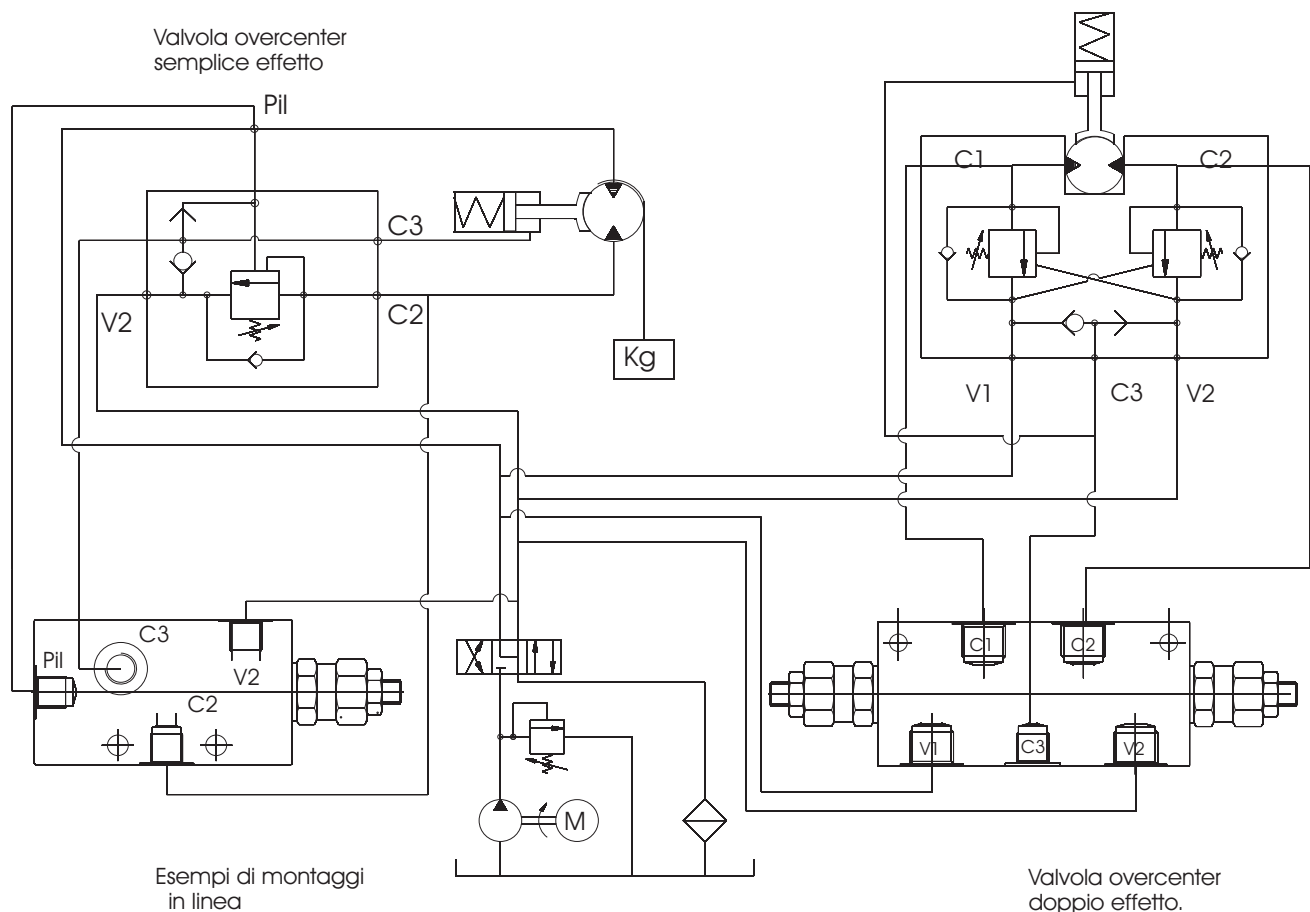 Valvola overcenter
semplice effetto
Pil
C1
C2
C3
Kg
V2
C2
V1
C3
V2
C3
C1
C2
Pil
V2
C2
V1
C3
V2
M
Esempi di montaggi
in linea
Valvola overcenter
doppio effetto.